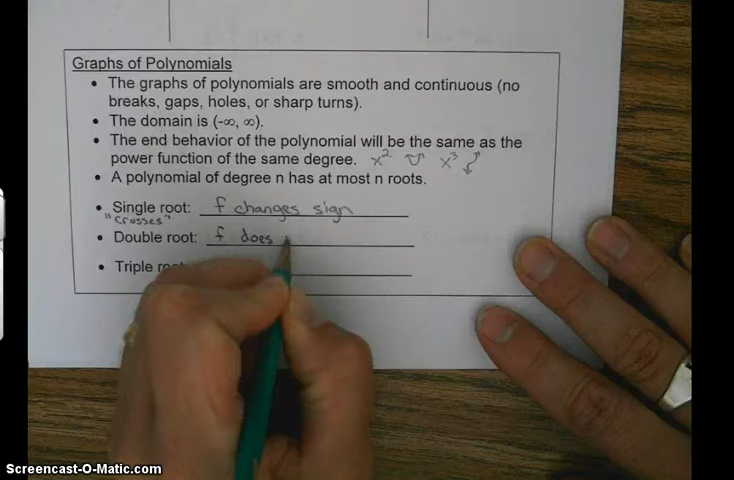 Graphs of Polynomials
• The graphs of polynomials are smooth and continuous (no
breaks, gaps, holes, or sharp turns).
• The domain is (-∞, ∞).
• The end behavior of the polynomial will be the same as the
power function of the same degree. x² x³
• A polynomial of degree n has at most n roots.
• Single root: f changes sign
"crosses"
• Double root: f does
• Triple
Screencast-O-Matic.com